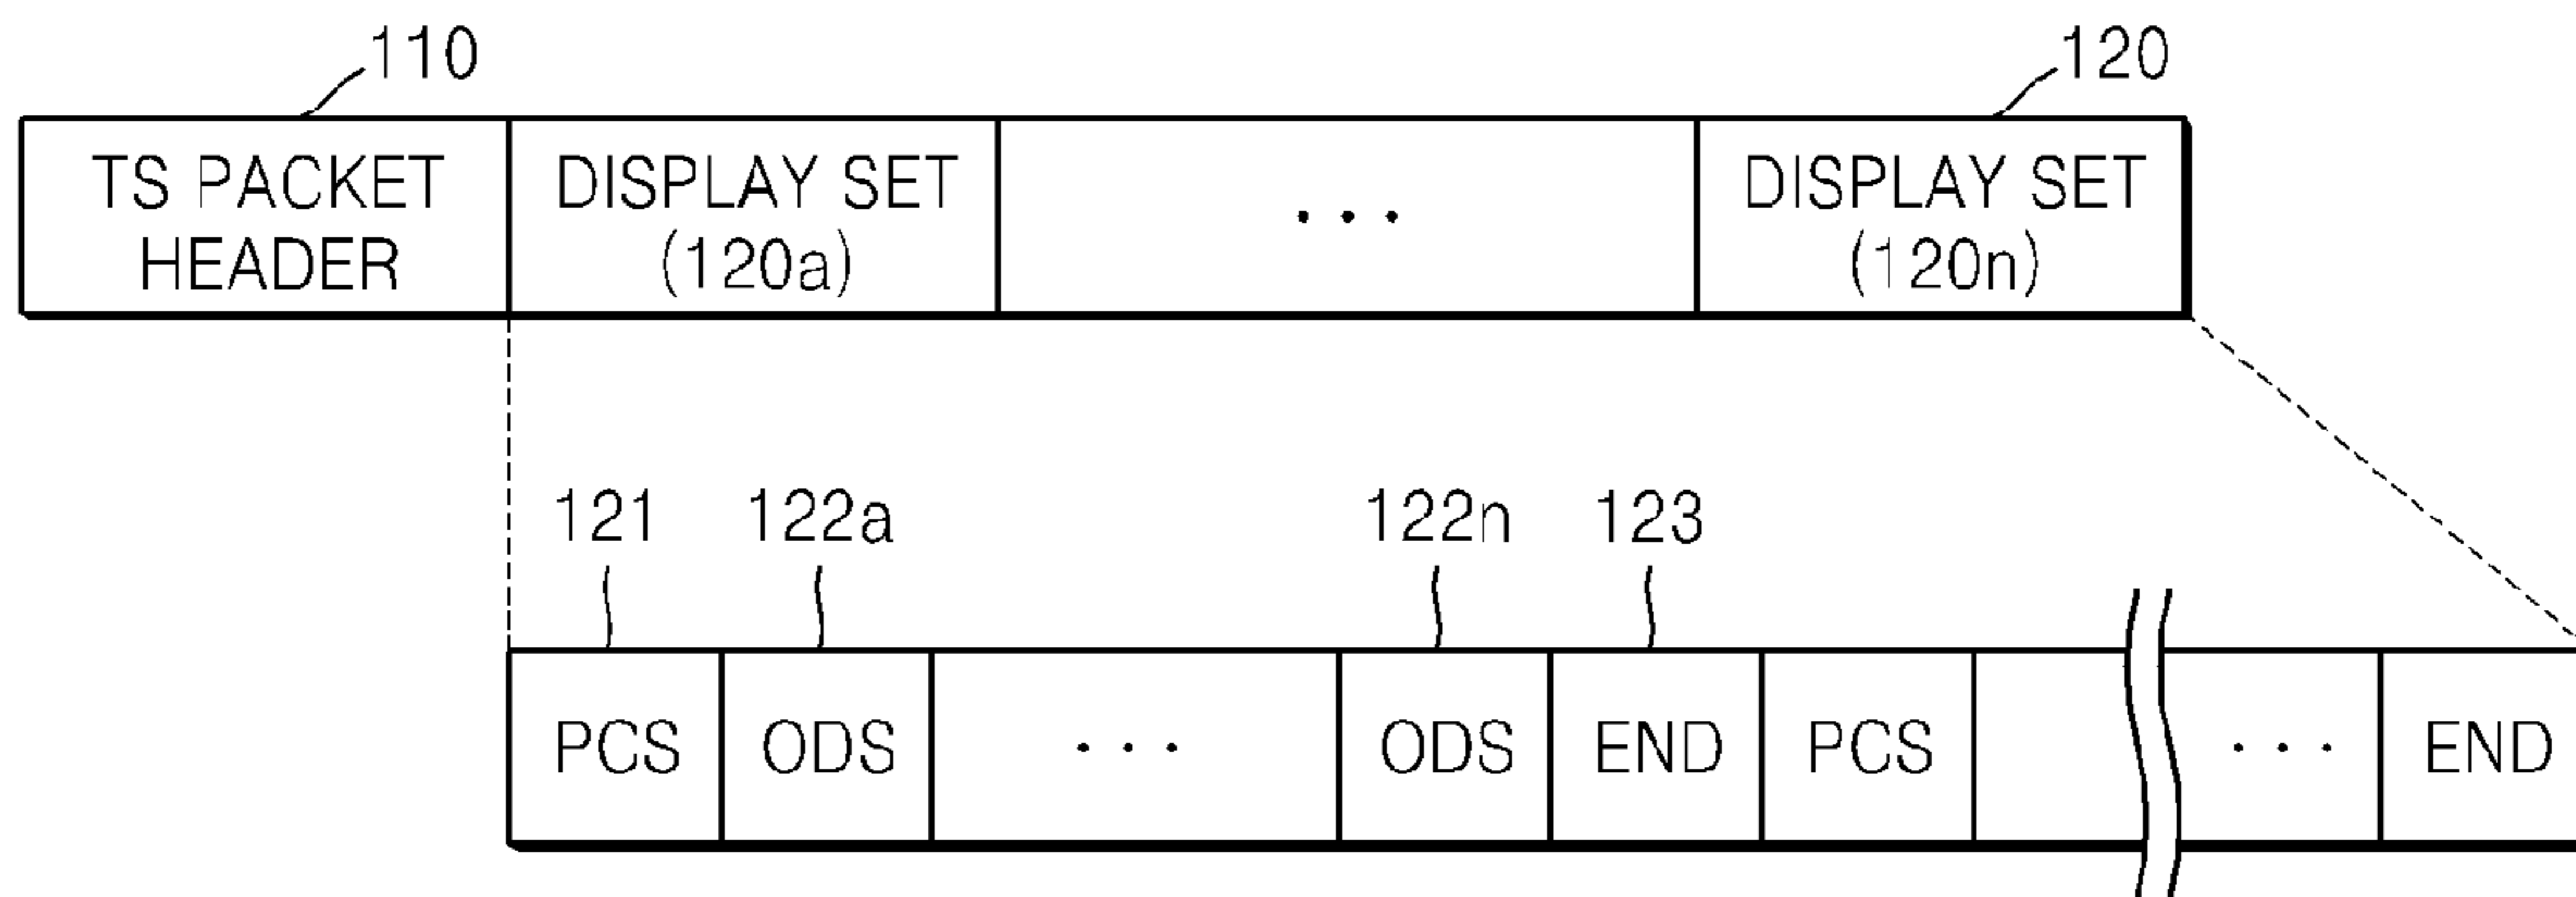 110
120
TS PACKET
HEADER
DISPLAY SET
(120a)
...
DISPLAY SET
(120n)
121
122a
122n
123
PCS
ODS
...
ODS
END
PCS
...
END